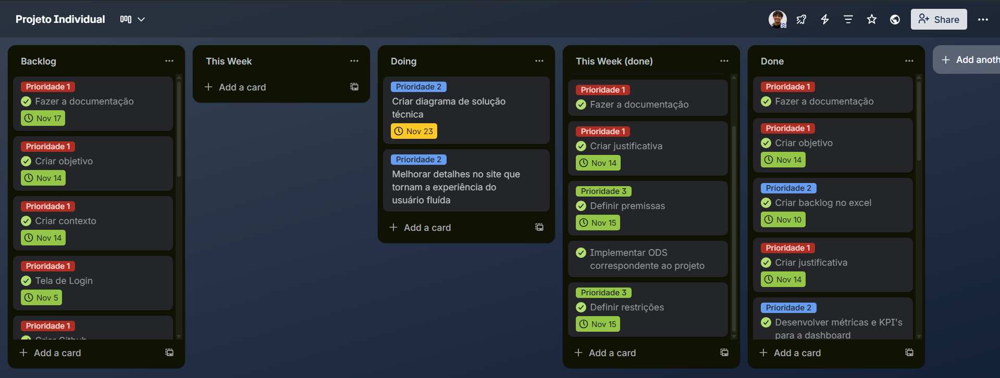 Projeto Individual
Share
Backlog
Prioridade 1
Fazer a documentação
Nov 17
Prioridade 1
Criar objetivo
Nov 14
Prioridade 1
Criar contexto
Nov 14
Prioridade 1
Tela de Login
Nov 5
Prioridade 1
Criar Github
Add a card
This Week
Add a card
Doing
Prioridade 2
Criar diagrama de solução
técnica
Nov 23
Prioridade 2
Melhorar detalhes no site que
tornam a experiência do
usuário fluída
Add a card
This Week (done)
Prioridade 1
Fazer a documentação
Prioridade 1
Criar justificativa
Nov 14
Prioridade 3
Definir premissas
Nov 15
Implementar ODS
correspondente ao projeto
Prioridade 3
Definir restrições
Nov 15
Add a card
Done
Prioridade 1
Fazer a documentação
Prioridade 1
Criar objetivo
Nov 14
Prioridade 2
Criar backlog no excel
Nov 10
Prioridade 1
Criar justificativa
Nov 14
Prioridade 2
Desenvolver métricas e KPI's
para a dashboard
Add a card
Add anoth